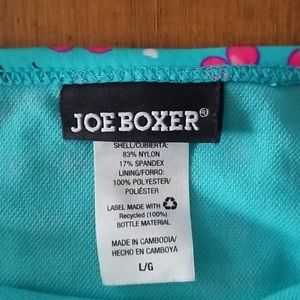 JOE BOXER®
SHELL/CUBIERTA:
83% NYLON
17% SPANDEX
LINING/FORRO:
100% POLYESTER/
POLIÉSTER
LABEL MADE WITH
Recycled (100%)
BOTTLE MATERIAL
MADE IN CAMBODIA/
HECHO EN CAMBOYA
L/G